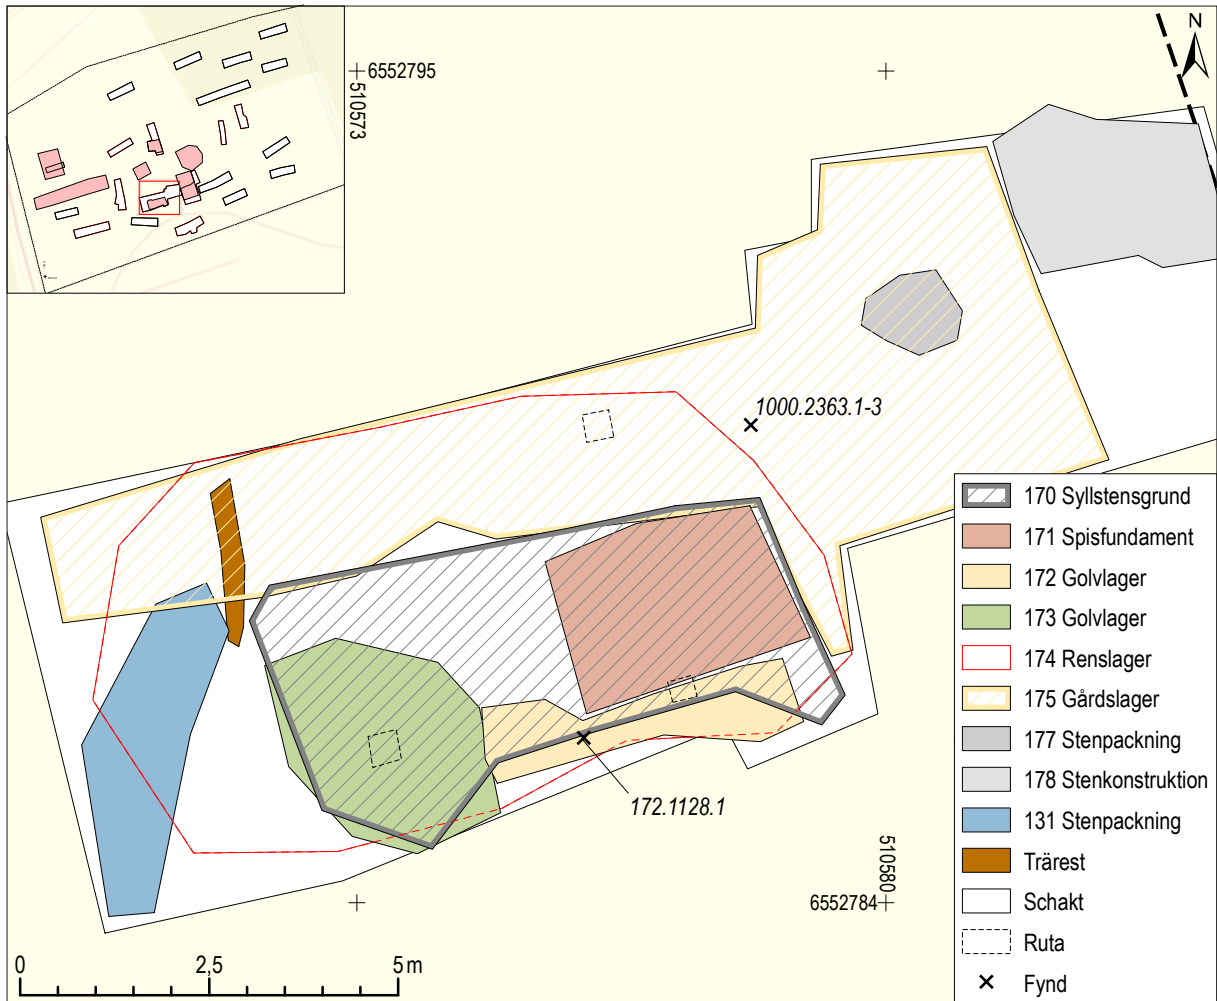 N
6552795
510573
1000.2363.1-3
172.1128.1
510580
6552784
0 2,5 5 m
170 Syllstensgrund
171 Spisfundament
172 Golvlager
173 Golvlager
174 Renslager
175 Gårdslager
177 Stenpackning
178 Stenkonstruktion
131 Stenpackning
Trärest
Schakt
Ruta
Fynd